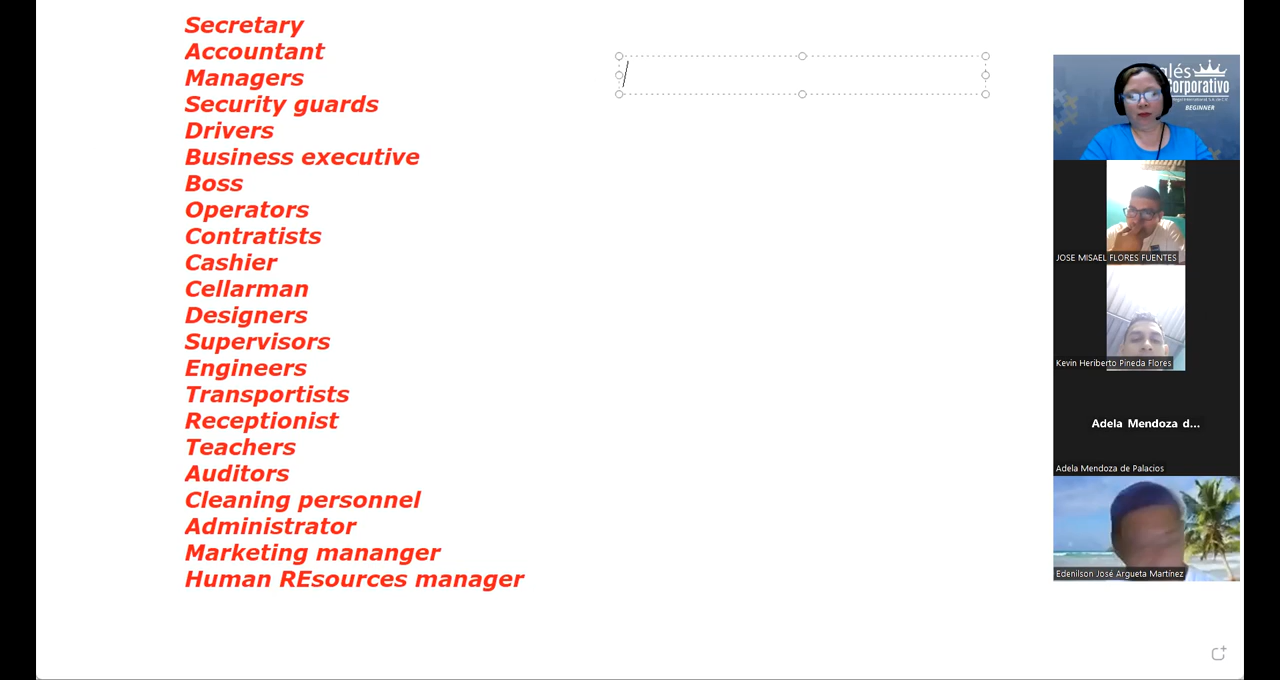 Secretary
Accountant
Managers
Security guards
Drivers
Business executive
Boss
Operators
Contratists
Cashier
Cellarman
Designers
Supervisors
Engineers
Transportists
Receptionist
Teachers
Auditors
Cleaning personnel
Administrator
Marketing mananger
Human REsources manager
glés
corporativo
BEGINNER
JOSE MISAEL FLORES FUENTES
Kevin Heriberto Pineda Flores
Adela Mendoza d...
Adela Mendoza de Palacios
Edenilson José Argueta Martínez